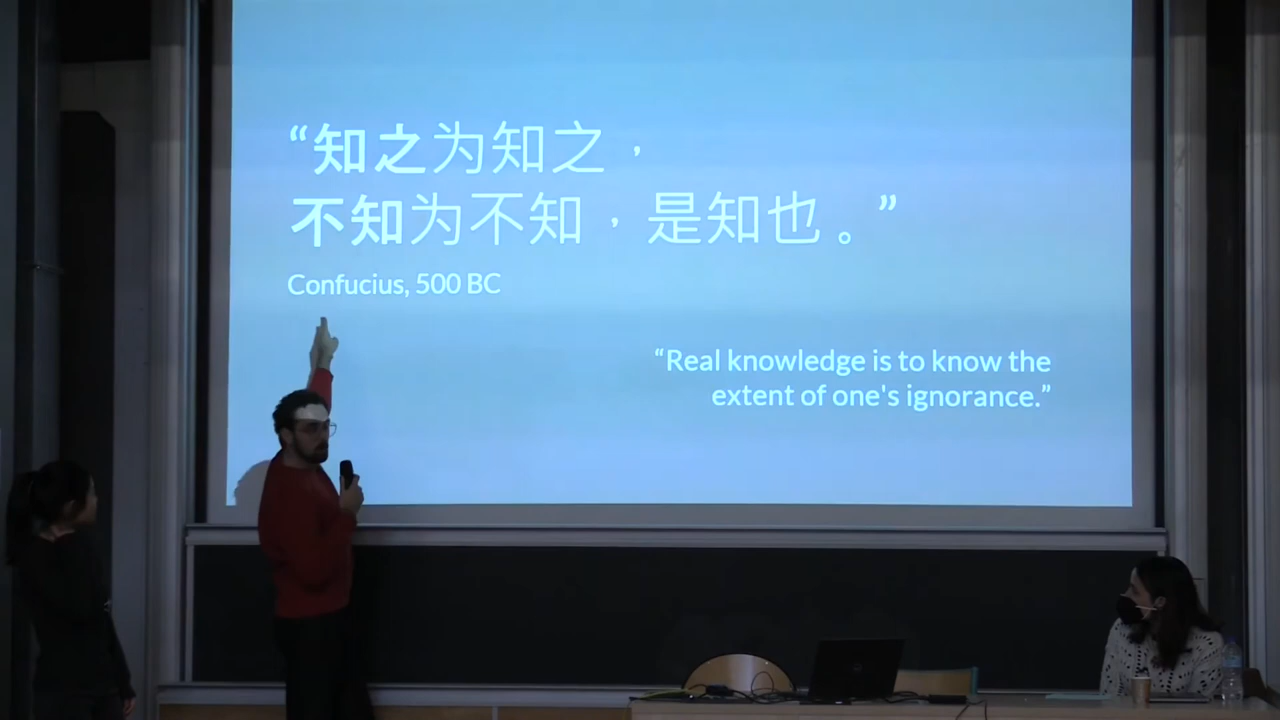 “知之为知之，
不知为不知，是知也。”
Confucius, 500 BC
“Real knowledge is to know the
extent of one's ignorance.”